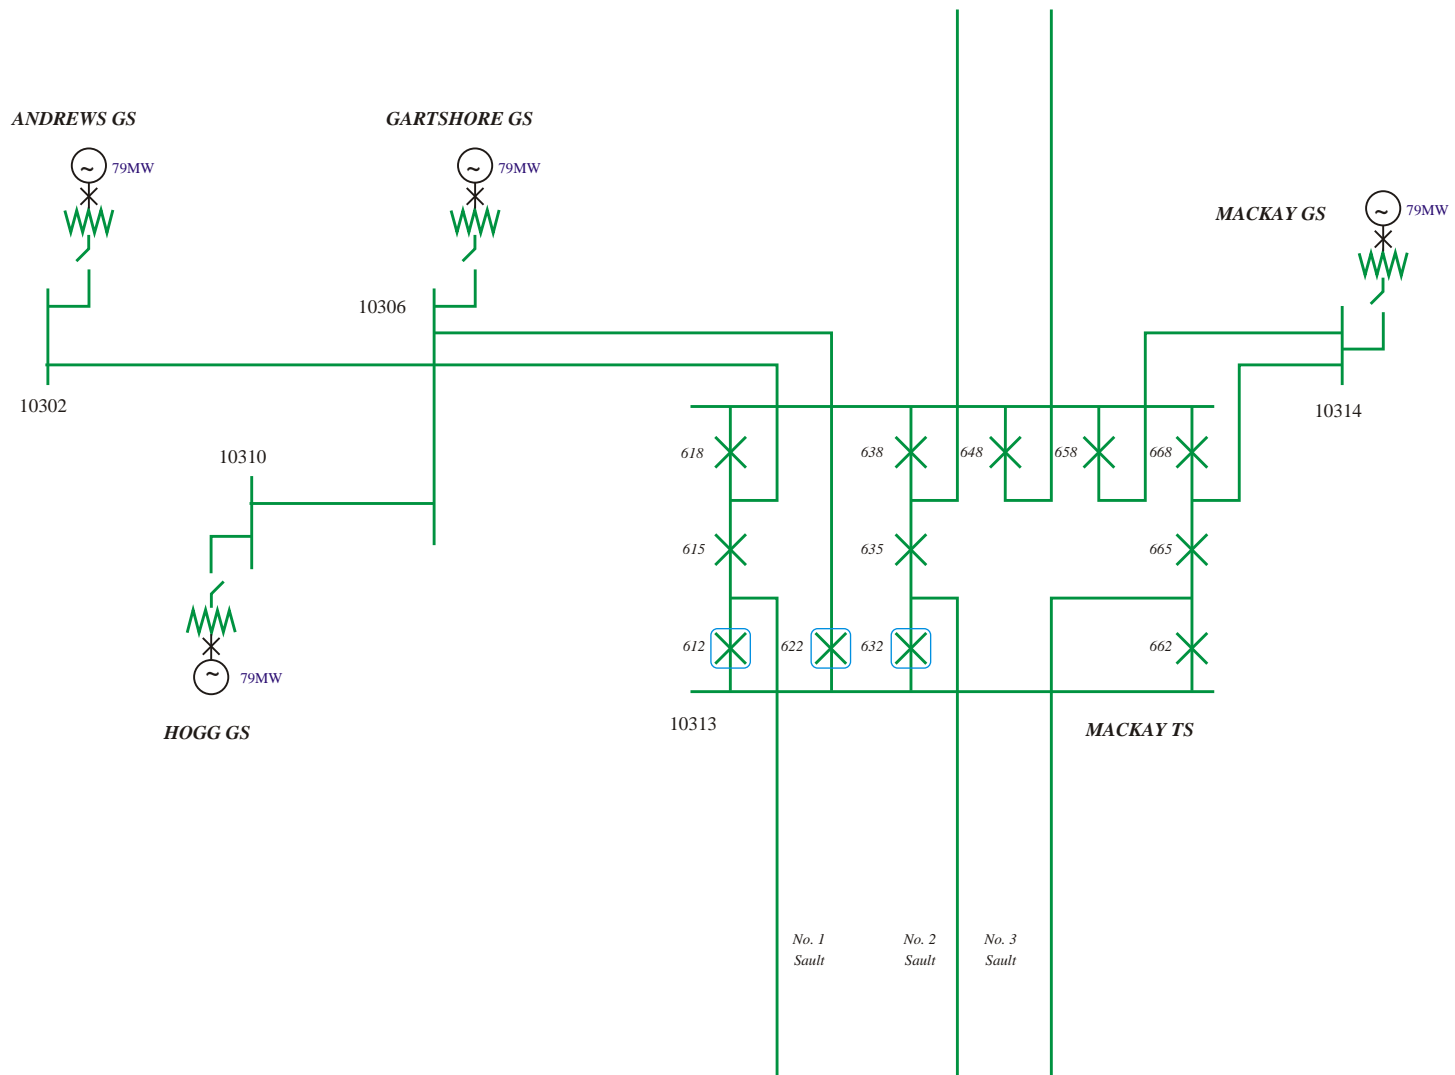 ANDREWS GS
GARTSHORE GS
79MW
79MW
MACKAY GS
79MW
10306
10302
10314
10310
618
638
648
658
668
615
635
665
612
622
632
662
79MW
10313
HOGG GS
MACKAY TS
No. 1
Sault
No. 2
Sault
No. 3
Sault